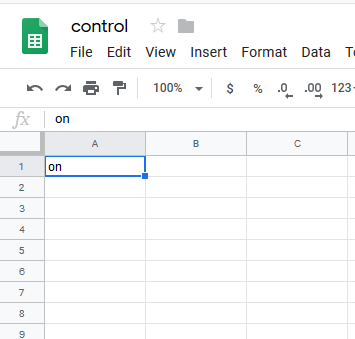 control
File Edit View Insert Format Data
100% $ % .0 .00 123
fx on
A B C
1 on
2
3
4
5
6
7
8
9